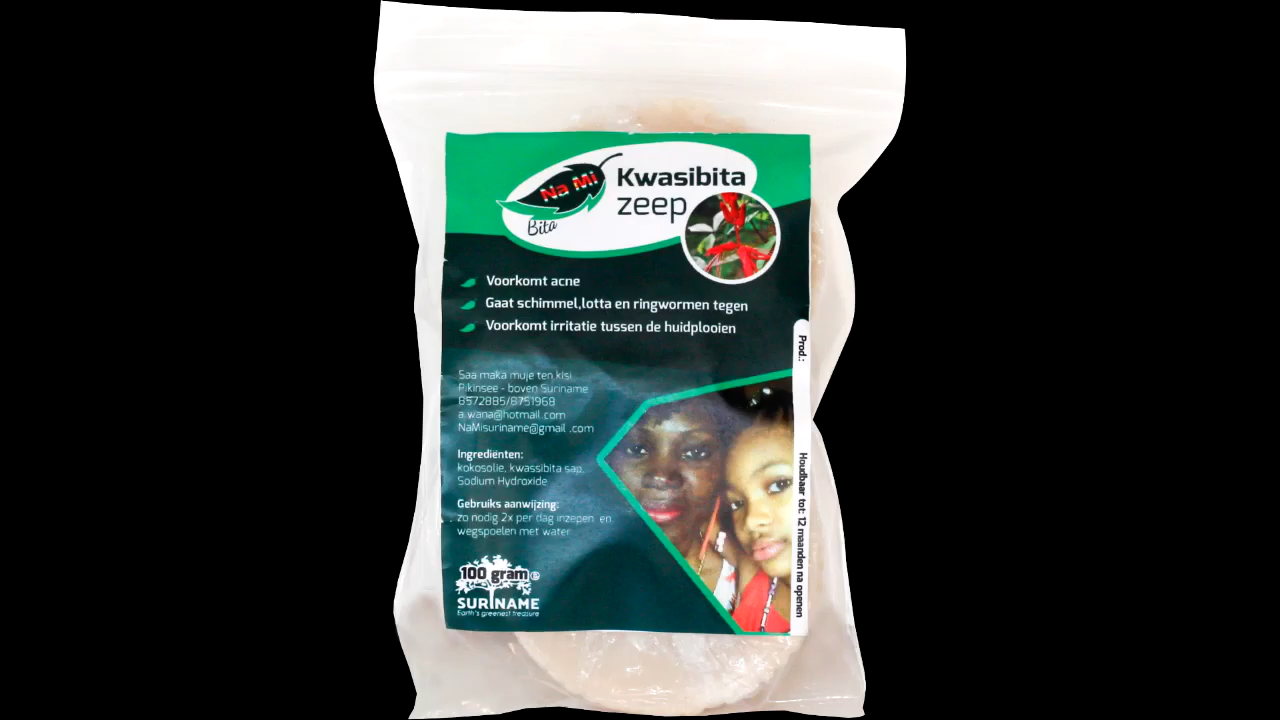 Na Mi
Bita
Kwasibita
zeep
Voorkomt acne
Gaat schimmel,lotta en ringwormen tegen
Voorkomt irritatie tussen de huidplooien
Saa maka muje ten kisi
Pikinsee - boven Suriname
8572885/8751968
a.wana@hotmail.com
NaMisuriname@gmail .com
Ingrediënten:
kokosolie, kwassibita sap,
Sodium Hydroxide
Gebruiks aanwijzing:
zo nodig 2x per dag inzepen en
wegspoelen met water
100 gram ℮
SURINAME
Earth's greenest treasure
Prod.:
Houdbaar tot: 12 maanden na openen